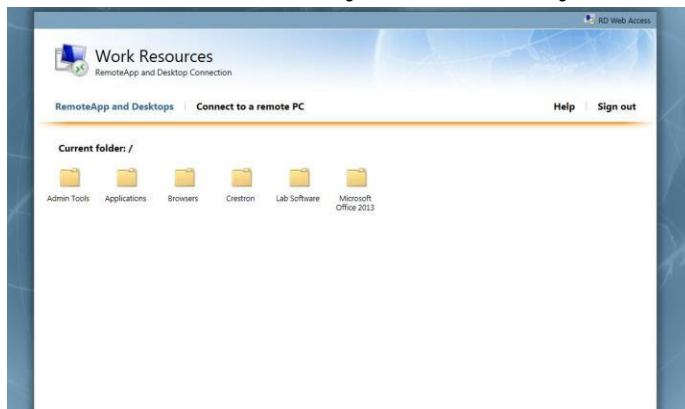 RD Web Access
Work Resources
RemoteApp and Desktop Connection
RemoteApp and Desktops Connect to a remote PC Help Sign out
Current folder: /
Admin Tools Applications Browsers Crestron Lab Software Microsoft
Office 2013